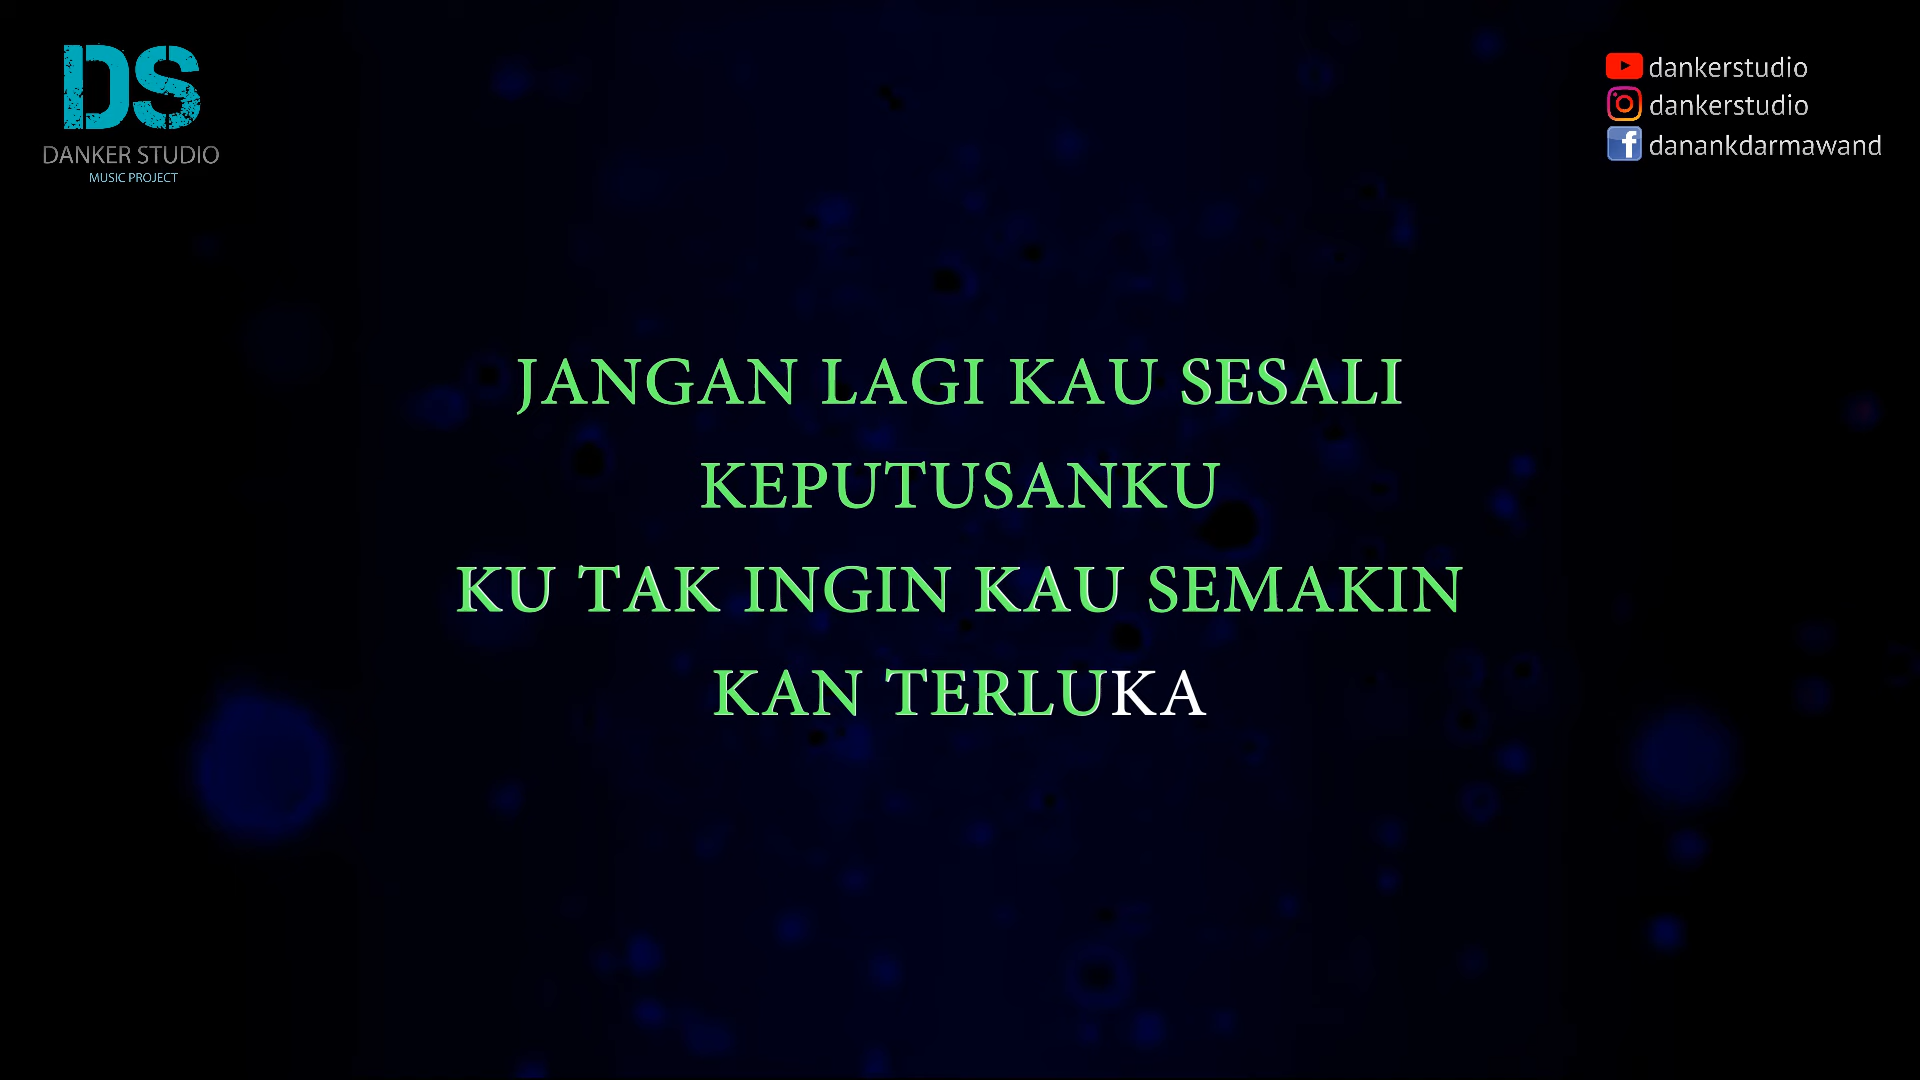 DS
DANKER STUDIO
MUSIC PROJECT
dankerstudio
dankerstudio
danankdarmawand
JANGAN LAGI KAU SESALI
KEPUTUSANKU
KU TAK INGIN KAU SEMAKIN
KAN TERLUKA